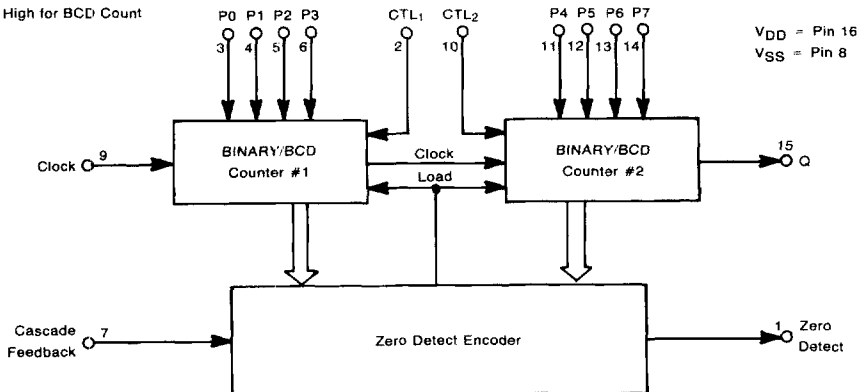 High for BCD Count
P0 P1 P2 P3
3 4 5 6
CTL1 CTL2
2 10
P4 P5 P6 P7
11 12 13 14
VDD = Pin 16
VSS = Pin 8
Clock 9
BINARY/BCD
Counter #1
Clock
Load
BINARY/BCD
Counter #2
15
Q
Cascade
Feedback
7
Zero Detect Encoder
1
Zero
Detect